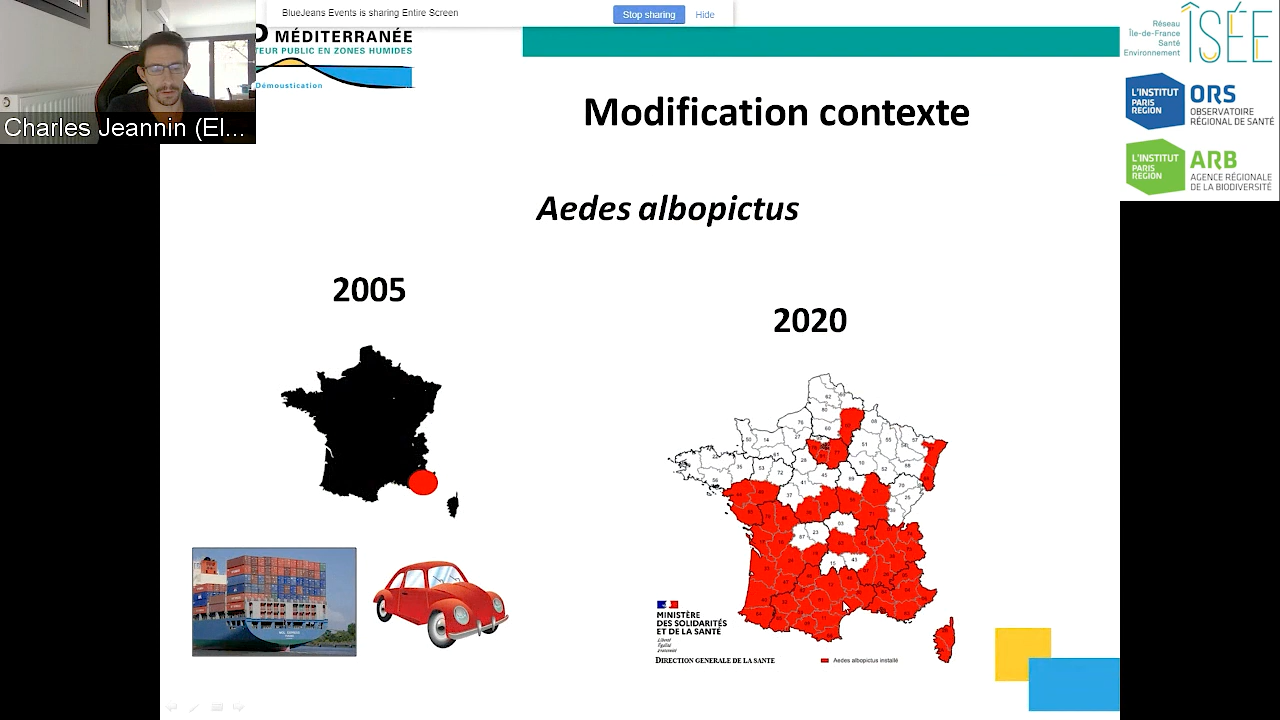 BlueJeans Events is sharing Entire Screen
Stop sharing
Hide
MÉDITERRANÉE
TEUR PUBLIC EN ZONES HUMIDES
Démoustication
Charles Jeannin (El...
Réseau
Île-de-France
Santé
Environnement
ÎSÉE
L'INSTITUT
PARIS
REGION
ORS
OBSERVATOIRE
RÉGIONAL DE SANTÉ
L'INSTITUT
PARIS
REGION
ARB
AGENCE RÉGIONALE
DE LA BIODIVERSITÉ
Modification contexte
Aedes albopictus
2005
2020
MINISTÈRE
DES SOLIDARITÉS
ET DE LA SANTÉ
Liberté
Égalité
Fraternité
DIRECTION GENERALE DE LA SANTE
Aedes albopictus installé